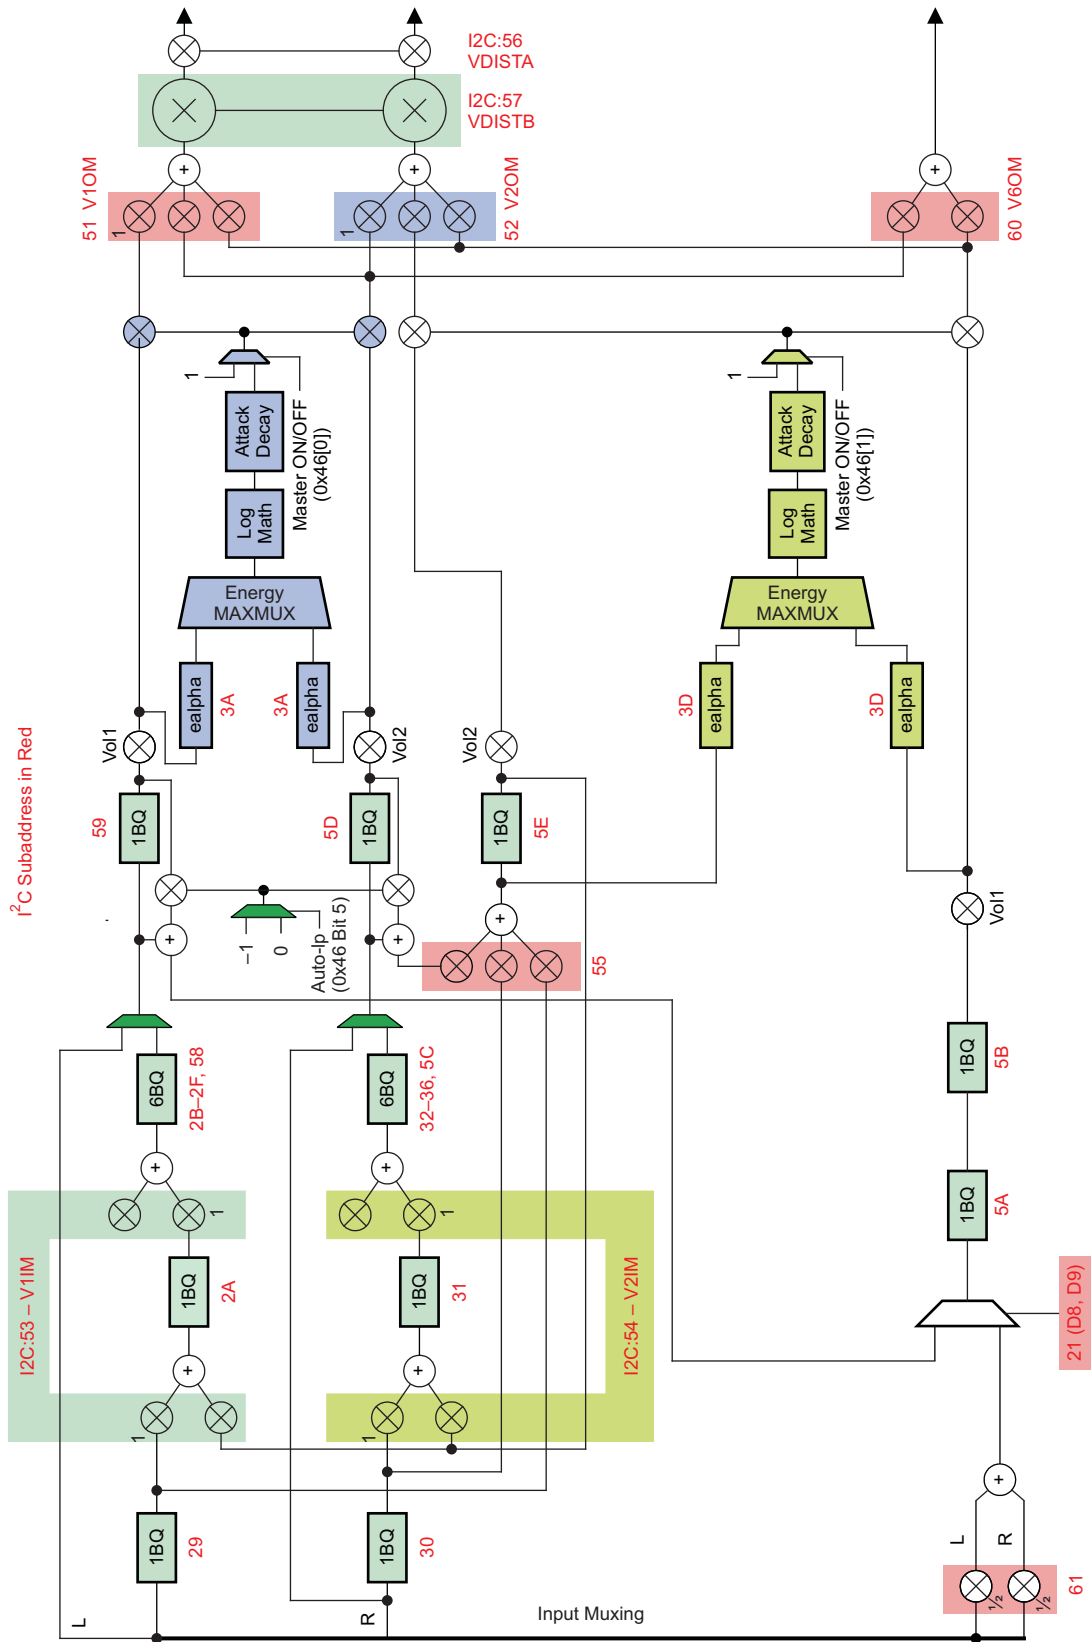 I²C Subaddress in Red
I2C:56
VDISTA
I2C:57
VDISTB
51 V1OM
52 V2OM
60 V6OM
+
+
+
1
1
1
Attack
Decay
Log
Math
Master ON/OFF
(0x46[0])
Energy
MAXMUX
ealpha
3A
ealpha
3A
1
Attack
Decay
Log
Math
Master ON/OFF
(0x46[1])
Energy
MAXMUX
ealpha
3D
ealpha
3D
Vol1
Vol2
Vol2
Vol1
59
1BQ
5D
1BQ
1BQ
5E
+
+
+
–1
0
Auto-lp
(0x46 Bit 5)
55
6BQ
2B–2F, 58
6BQ
32–36, 5C
1BQ
5B
1BQ
5A
+
+
1
1
I2C:53 – V1IM
1BQ
2A
1BQ
31
I2C:54 – V2IM
+
+
1
1
21 (D8, D9)
1BQ
29
1BQ
30
+
L
R
L
R
½
½
61
Input Muxing